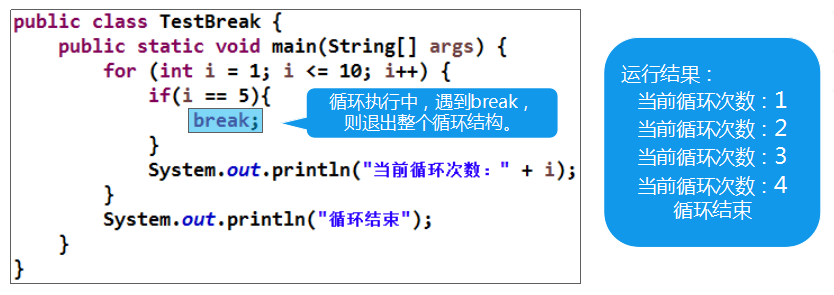 public class TestBreak {
public static void main(String[] args) {
for (int i = 1; i <= 10; i++) {
if(i == 5){
break;
循环执行中，遇到break，
则退出整个循环结构。
}
System.out.println("当前循环次数：" + i);
}
System.out.println("循环结束");
}
}
运行结果：
当前循环次数：1
当前循环次数：2
当前循环次数：3
当前循环次数：4
循环结束